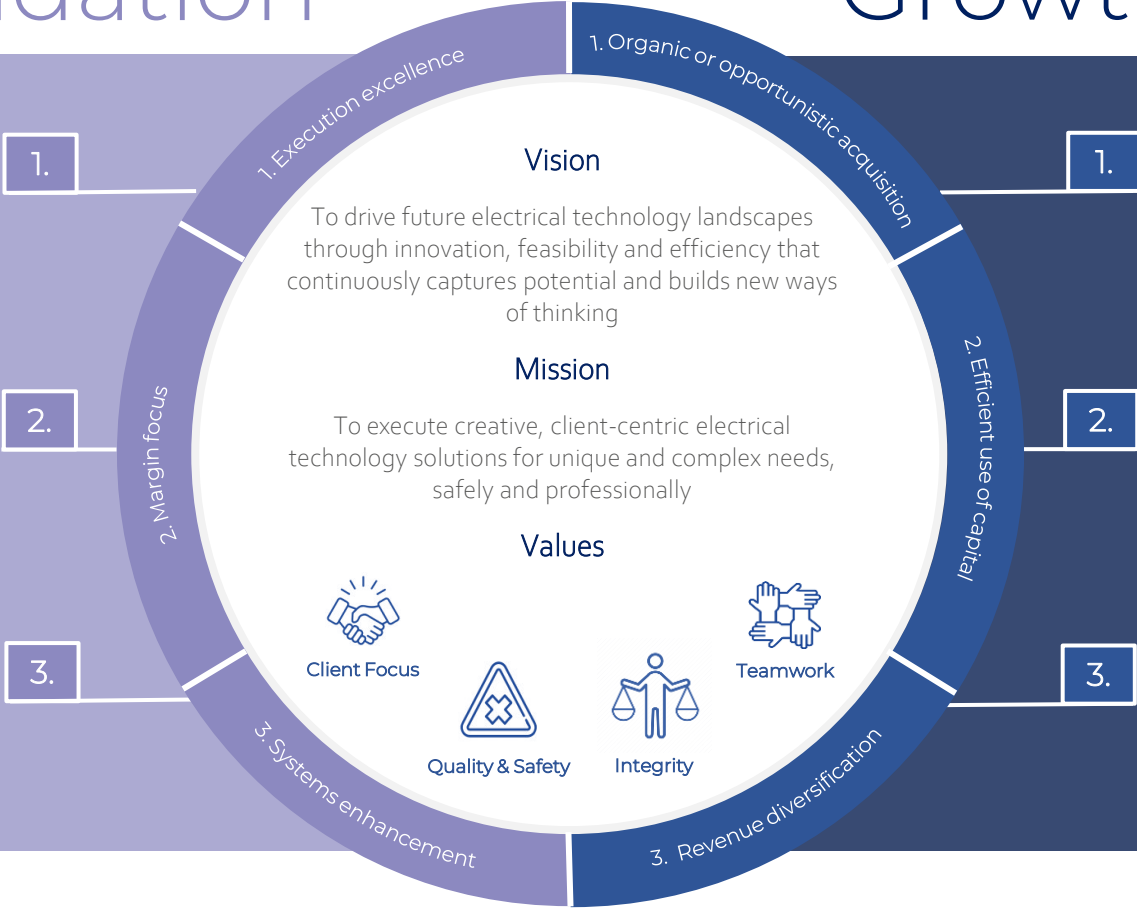 dation
Growt
1. Execution excellence
2. Margin focus
3. Systems enhancement
1. Organic or opportunistic acquisition
2. Efficient use of capital
3. Revenue diversification
1.
2.
3.
Vision
To drive future electrical technology landscapes
through innovation, feasibility and efficiency that
continuously captures potential and builds new ways
of thinking
Mission
To execute creative, client-centric electrical
technology solutions for unique and complex needs,
safely and professionally
Values
Client Focus
Quality & Safety
Integrity
Teamwork
1.
2.
3.